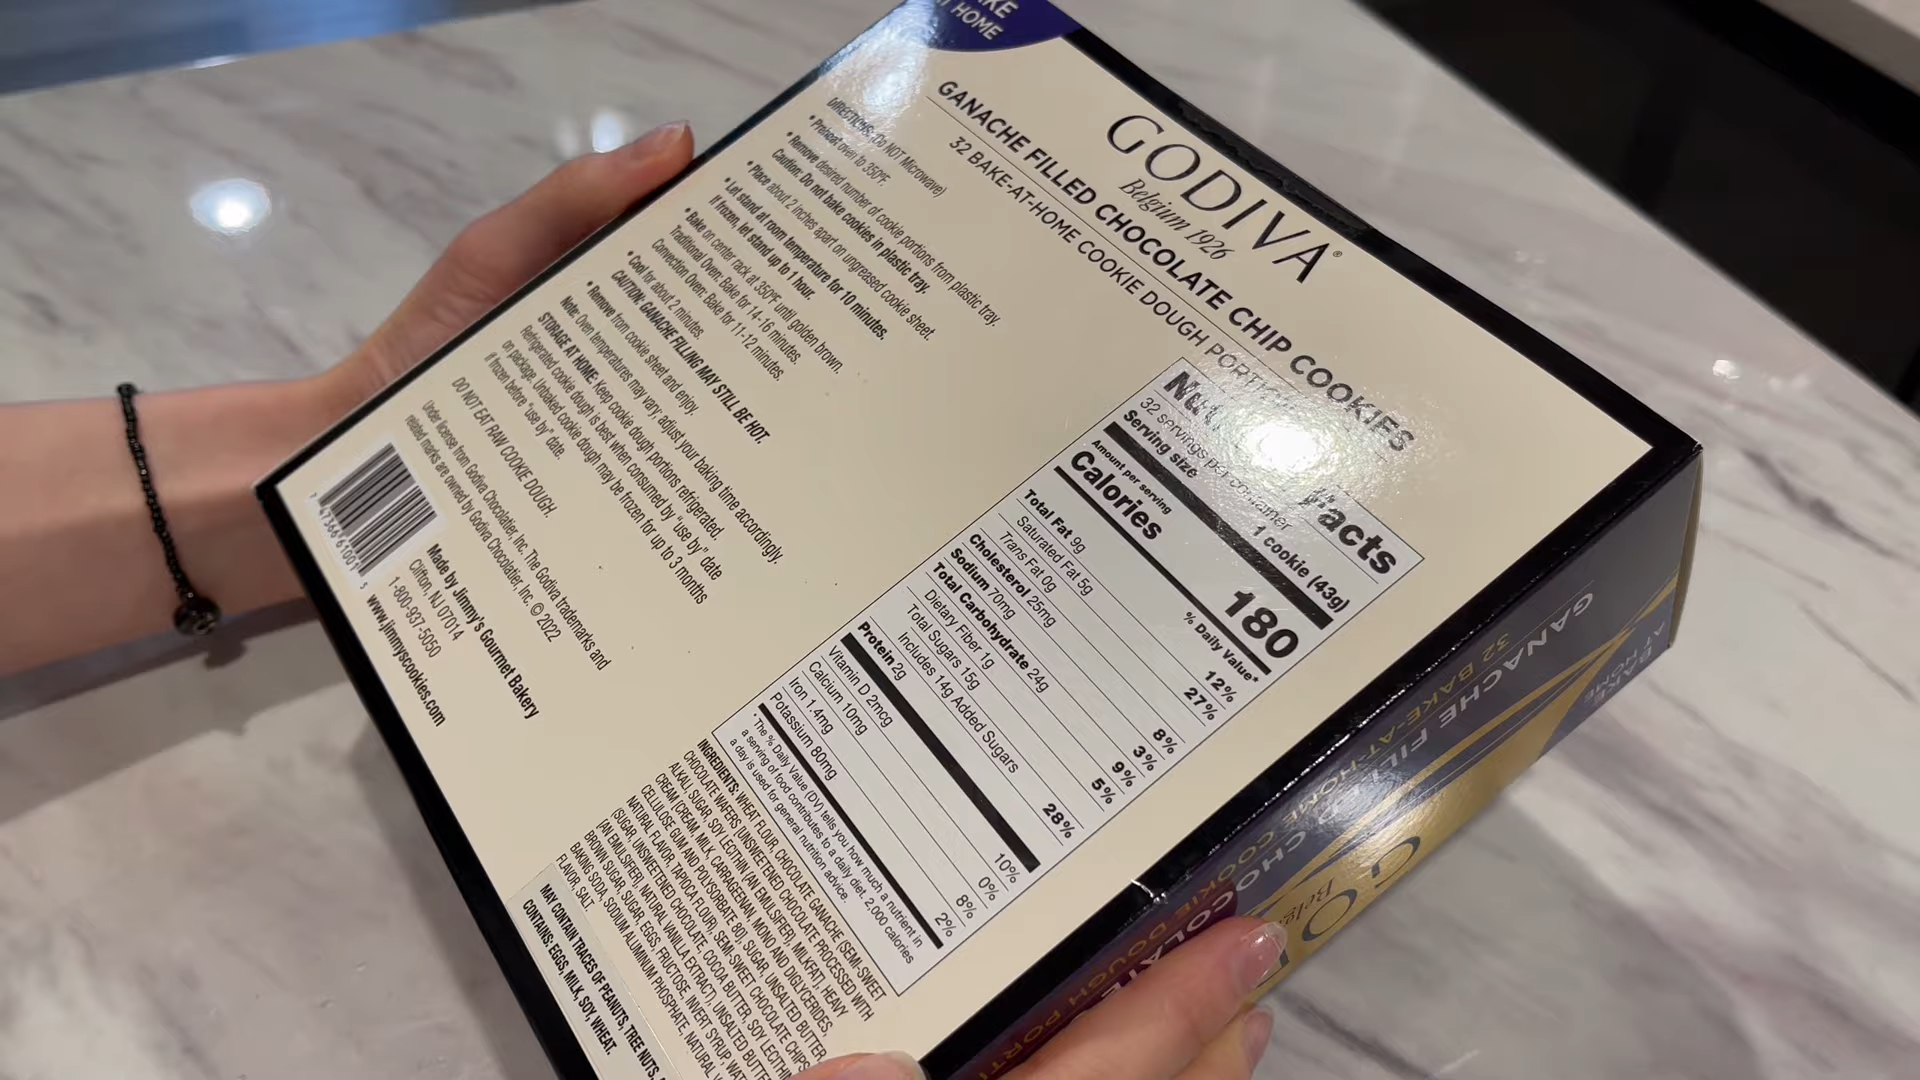 BAKE
AT HOME
GODIVA®
Belgium 1926
GANACHE FILLED CHOCOLATE CHIP COOKIES
32 BAKE-AT-HOME COOKIE DOUGH
DIRECTIONS: (Do NOT Microwave)
• Preheat oven to 350°F.
• Remove desired number of cookie portions from plastic tray.
Caution: Do not bake cookies in plastic tray.
• Place about 2 inches apart on ungreased cookie sheet.
• Let stand at room temperature for 10 minutes.
If frozen, let stand up to 1 hour.
• Bake on center rack at 350°F until golden brown.
Traditional Oven: Bake for 14-16 minutes.
Convection Oven: Bake for 11-12 minutes.
• Cool for about 2 minutes.
CAUTION: GANACHE FILLING MAY STILL BE HOT.
• Remove from cookie sheet and enjoy.
Note: Oven temperatures may vary; adjust your baking time accordingly.
STORAGE AT HOME: Keep cookie dough portions refrigerated.
Refrigerated cookie dough is best when consumed by "use by" date
on package. Unbaked cookie dough may be frozen for up to 3 months
if frozen before "use by" date.
DO NOT EAT RAW COOKIE DOUGH.
Under license from Godiva Chocolatier, Inc. The Godiva trademarks and
related marks are owned by Godiva Chocolatier, Inc. © 2022
Made by Jimmy's Gourmet Bakery
Clifton, NJ 07014
1-800-937-5050
www.jimmyscookies.com
Facts
32 servings per container
Serving size 1 cookie (43g)
Amount per serving
Calories 180
% Daily Value*
Total Fat 9g 12%
Saturated Fat 5g 27%
Trans Fat 0g
Cholesterol 25mg 8%
Sodium 70mg 3%
Total Carbohydrate 24g 9%
Dietary Fiber 1g 5%
Total Sugars 15g
Includes 14g Added Sugars 28%
Protein 2g
Vitamin D 2mcg 10%
Calcium 10mg 0%
Iron 1.4mg 8%
Potassium 80mg 2%
* The % Daily Value (DV) tells you how much a nutrient in
a serving of food contributes to a daily diet. 2,000 calories
a day is used for general nutrition advice.
INGREDIENTS: WHEAT FLOUR, CHOCOLATE GANACHE (SEMI-SWEET
CHOCOLATE WAFERS (UNSWEETENED CHOCOLATE PROCESSED WITH
ALKALI, SUGAR, SOY LECITHIN (AN EMULSIFIER), MILKFAT), HEAVY
CREAM (CREAM, MILK, CARRAGEENAN, MONO AND DIGLYCERIDES,
CELLULOSE GUM AND POLYSORBATE 80), SUGAR, UNSALTED BUTTER,
NATURAL FLAVOR, TAPIOCA FLOUR), SEMI-SWEET CHOCOLATE CHIPS
(SUGAR, UNSWEETENED CHOCOLATE, COCOA BUTTER, SOY LECITHIN
(AN EMULSIFIER), NATURAL VANILLA EXTRACT), UNSALTED
BROWN SUGAR, SUGAR, EGGS, FRUCTOSE, INVERT SYRUP,
BAKING SODA, SODIUM ALUMINUM PHOSPHATE, NATURAL
FLAVOR, SALT
MAY CONTAIN TRACES OF PEANUTS, TREE NUTS,
CONTAINS: EGGS, MILK, SOY, WHEAT.